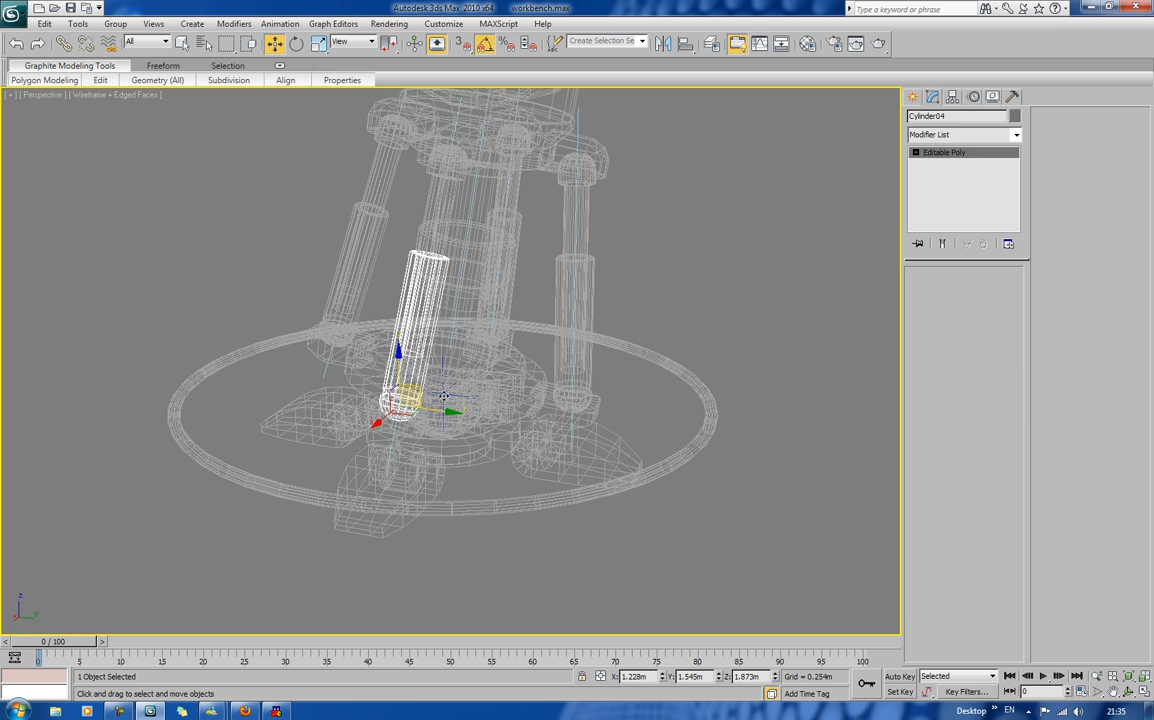 Autodesk 3ds Max 2010 x64 workbench.max
Type a keyword or phrase
Edit Tools Group Views Create Modifiers Animation Graph Editors Rendering Customize MAXScript Help
All View Create Selection Se
Graphite Modeling Tools Freeform Selection
Polygon Modeling Edit Geometry (All) Subdivision Align Properties
[ + ] [ Perspective ] [ Wireframe + Edged Faces ]
Cylinder04
Modifier List
Editable Poly
z
y
x
0 / 100
0 5 10 15 20 25 30 35 40 45 50 55 60 65 70 75 80 85 90 95 100
1 Object Selected X: 1.228m Y: 1.545m Z: 1.873m Grid = 0.254m Auto Key Selected
Click and drag to select and move objects Add Time Tag Set Key Key Filters... 0
Desktop » EN 21:35